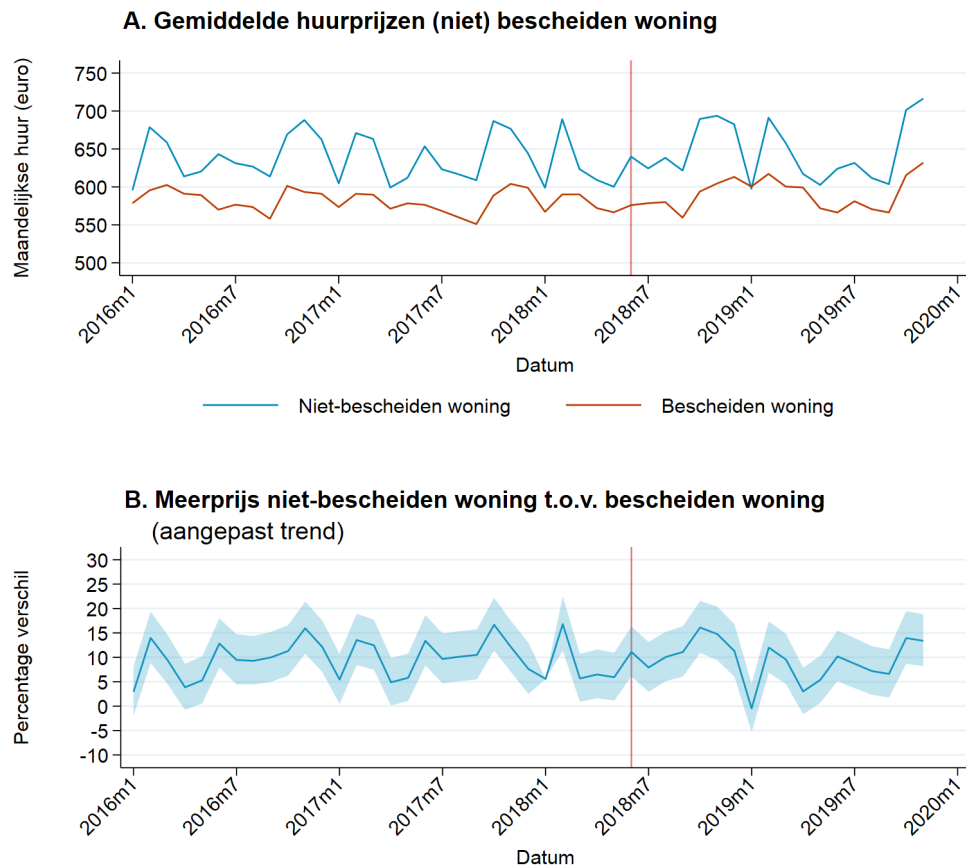 A. Gemiddelde huurprijzen (niet) bescheiden woning
Maandelijkse huur (euro)
750
700
650
600
550
500
2016m1
2016m7
2017m1
2017m7
2018m1
2018m7
2019m1
2019m7
2020m1
Datum
Niet-bescheiden woning
Bescheiden woning
B. Meerprijs niet-bescheiden woning t.o.v. bescheiden woning
(aangepast trend)
Percentage verschil
30
25
20
15
10
5
0
-5
-10
2016m1
2016m7
2017m1
2017m7
2018m1
2018m7
2019m1
2019m7
2020m1
Datum